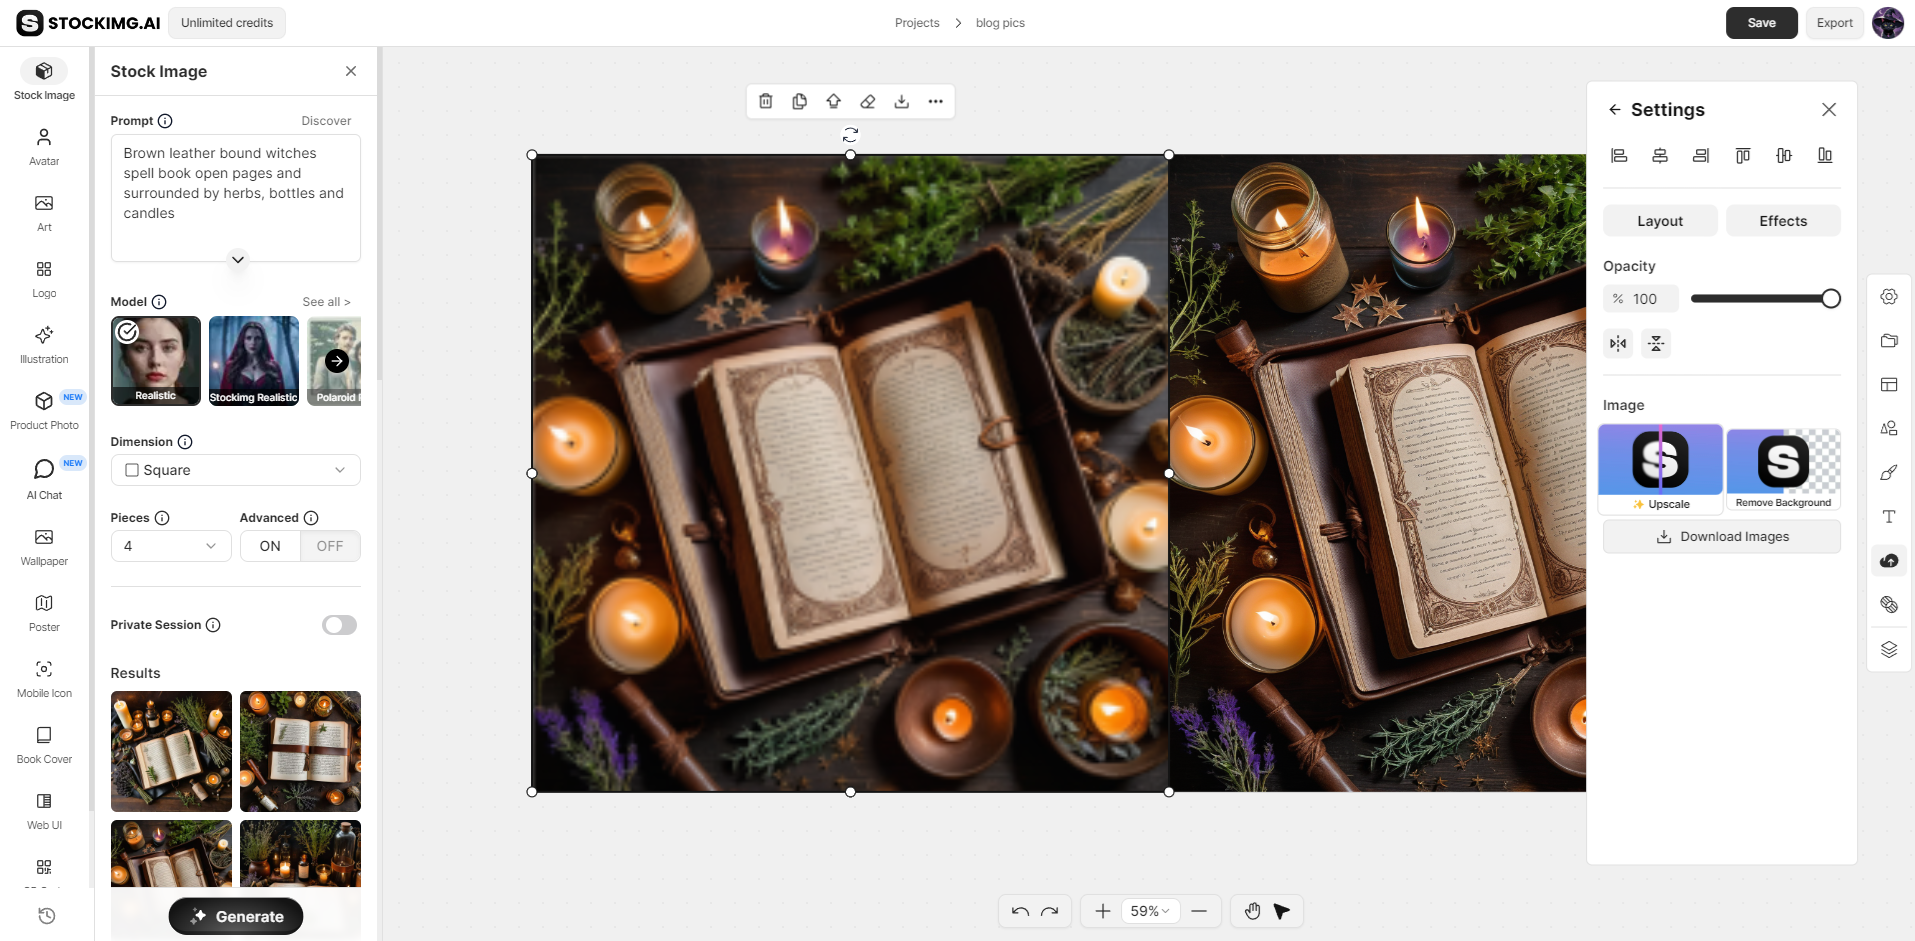 STOCKIMG.AI
Unlimited credits
Projects > blog pics
Save
Export
Stock Image
Avatar
Art
Logo
Illustration
Product Photo
NEW
AI Chat
NEW
Wallpaper
Poster
Mobile Icon
Book Cover
Web UI
Stock Image
Prompt
Discover
Brown leather bound witches
spell book open pages and
surrounded by herbs, bottles and
candles
Model
See all >
Realistic
Stockimg Realistic
Polaroid
Dimension
Square
Pieces
Advanced
4
ON
OFF
Private Session
Results
Generate
59%
Settings
Layout
Effects
Opacity
% 100
Image
✨ Upscale
Remove Background
Download Images